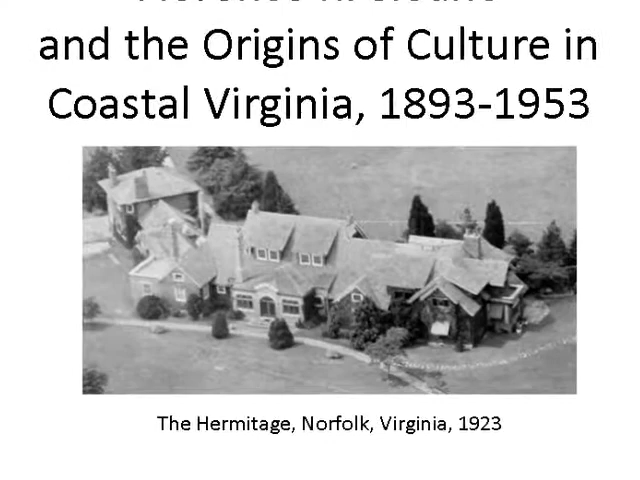 and the Origins of Culture in
Coastal Virginia, 1893-1953
The Hermitage, Norfolk, Virginia, 1923